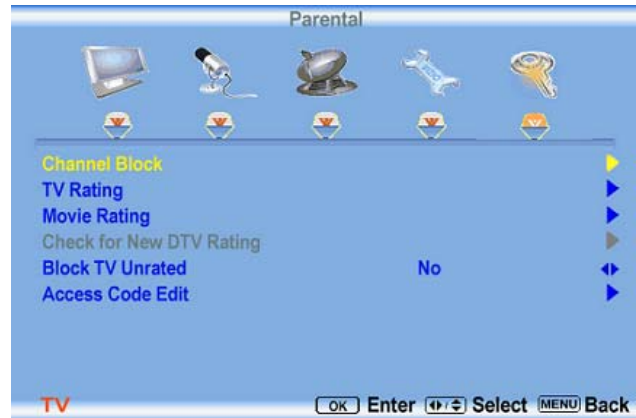 Parental
Channel Block
TV Rating
Movie Rating
Check for New DTV Rating
Block TV Unrated No
Access Code Edit
TV OK Enter Select MENU Back